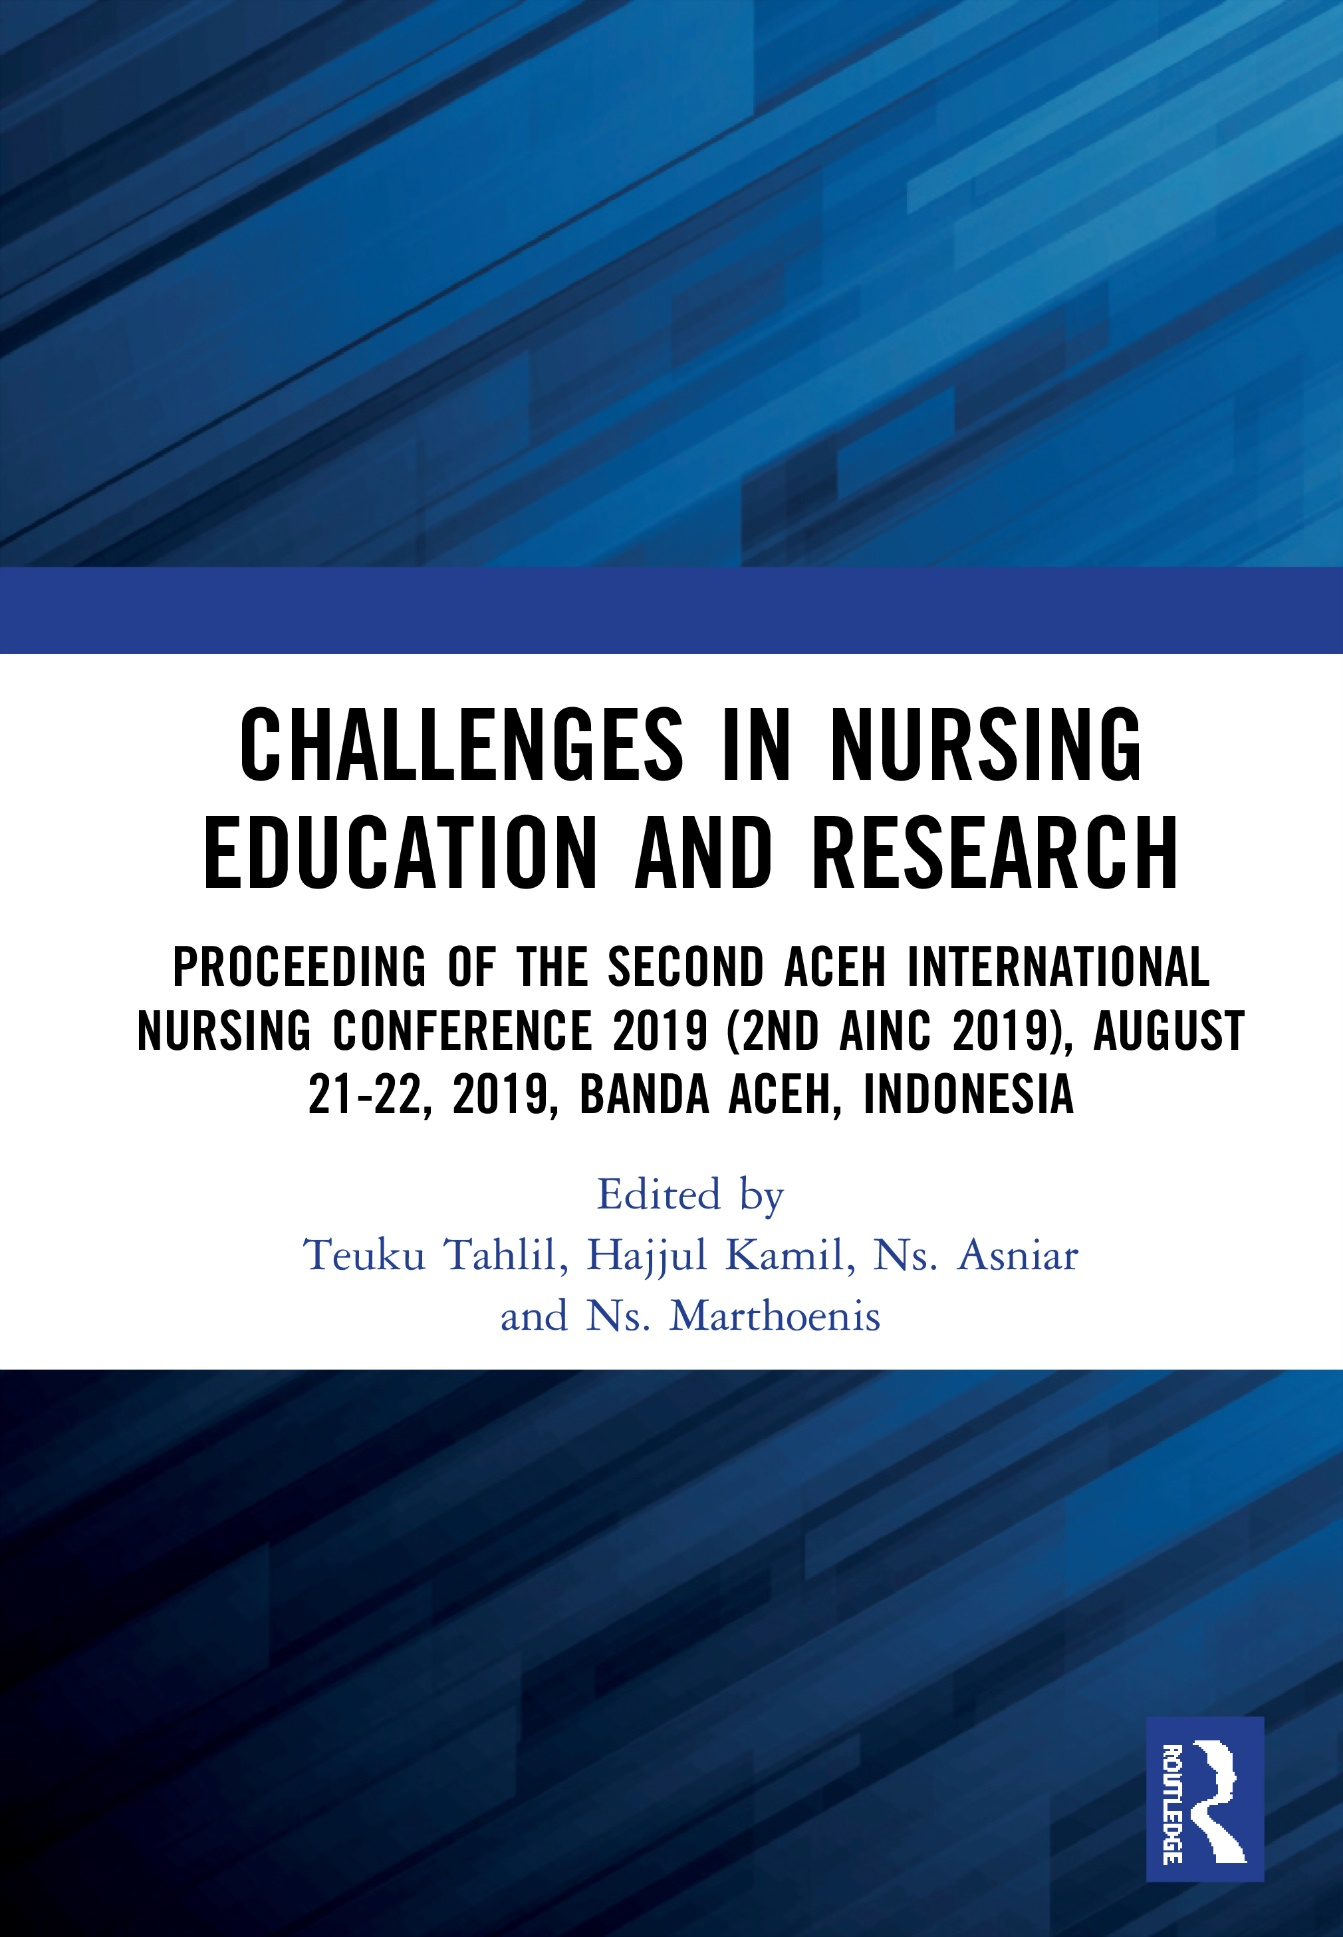 CHALLENGES IN NURSING
EDUCATION AND RESEARCH
PROCEEDING OF THE SECOND ACEH INTERNATIONAL
NURSING CONFERENCE 2019 (2ND AINC 2019), AUGUST
21-22, 2019, BANDA ACEH, INDONESIA
Edited by
Teuku Tahlil, Hajjul Kamil, Ns. Asniar
and Ns. Marthoenis
ROUTLEDGE